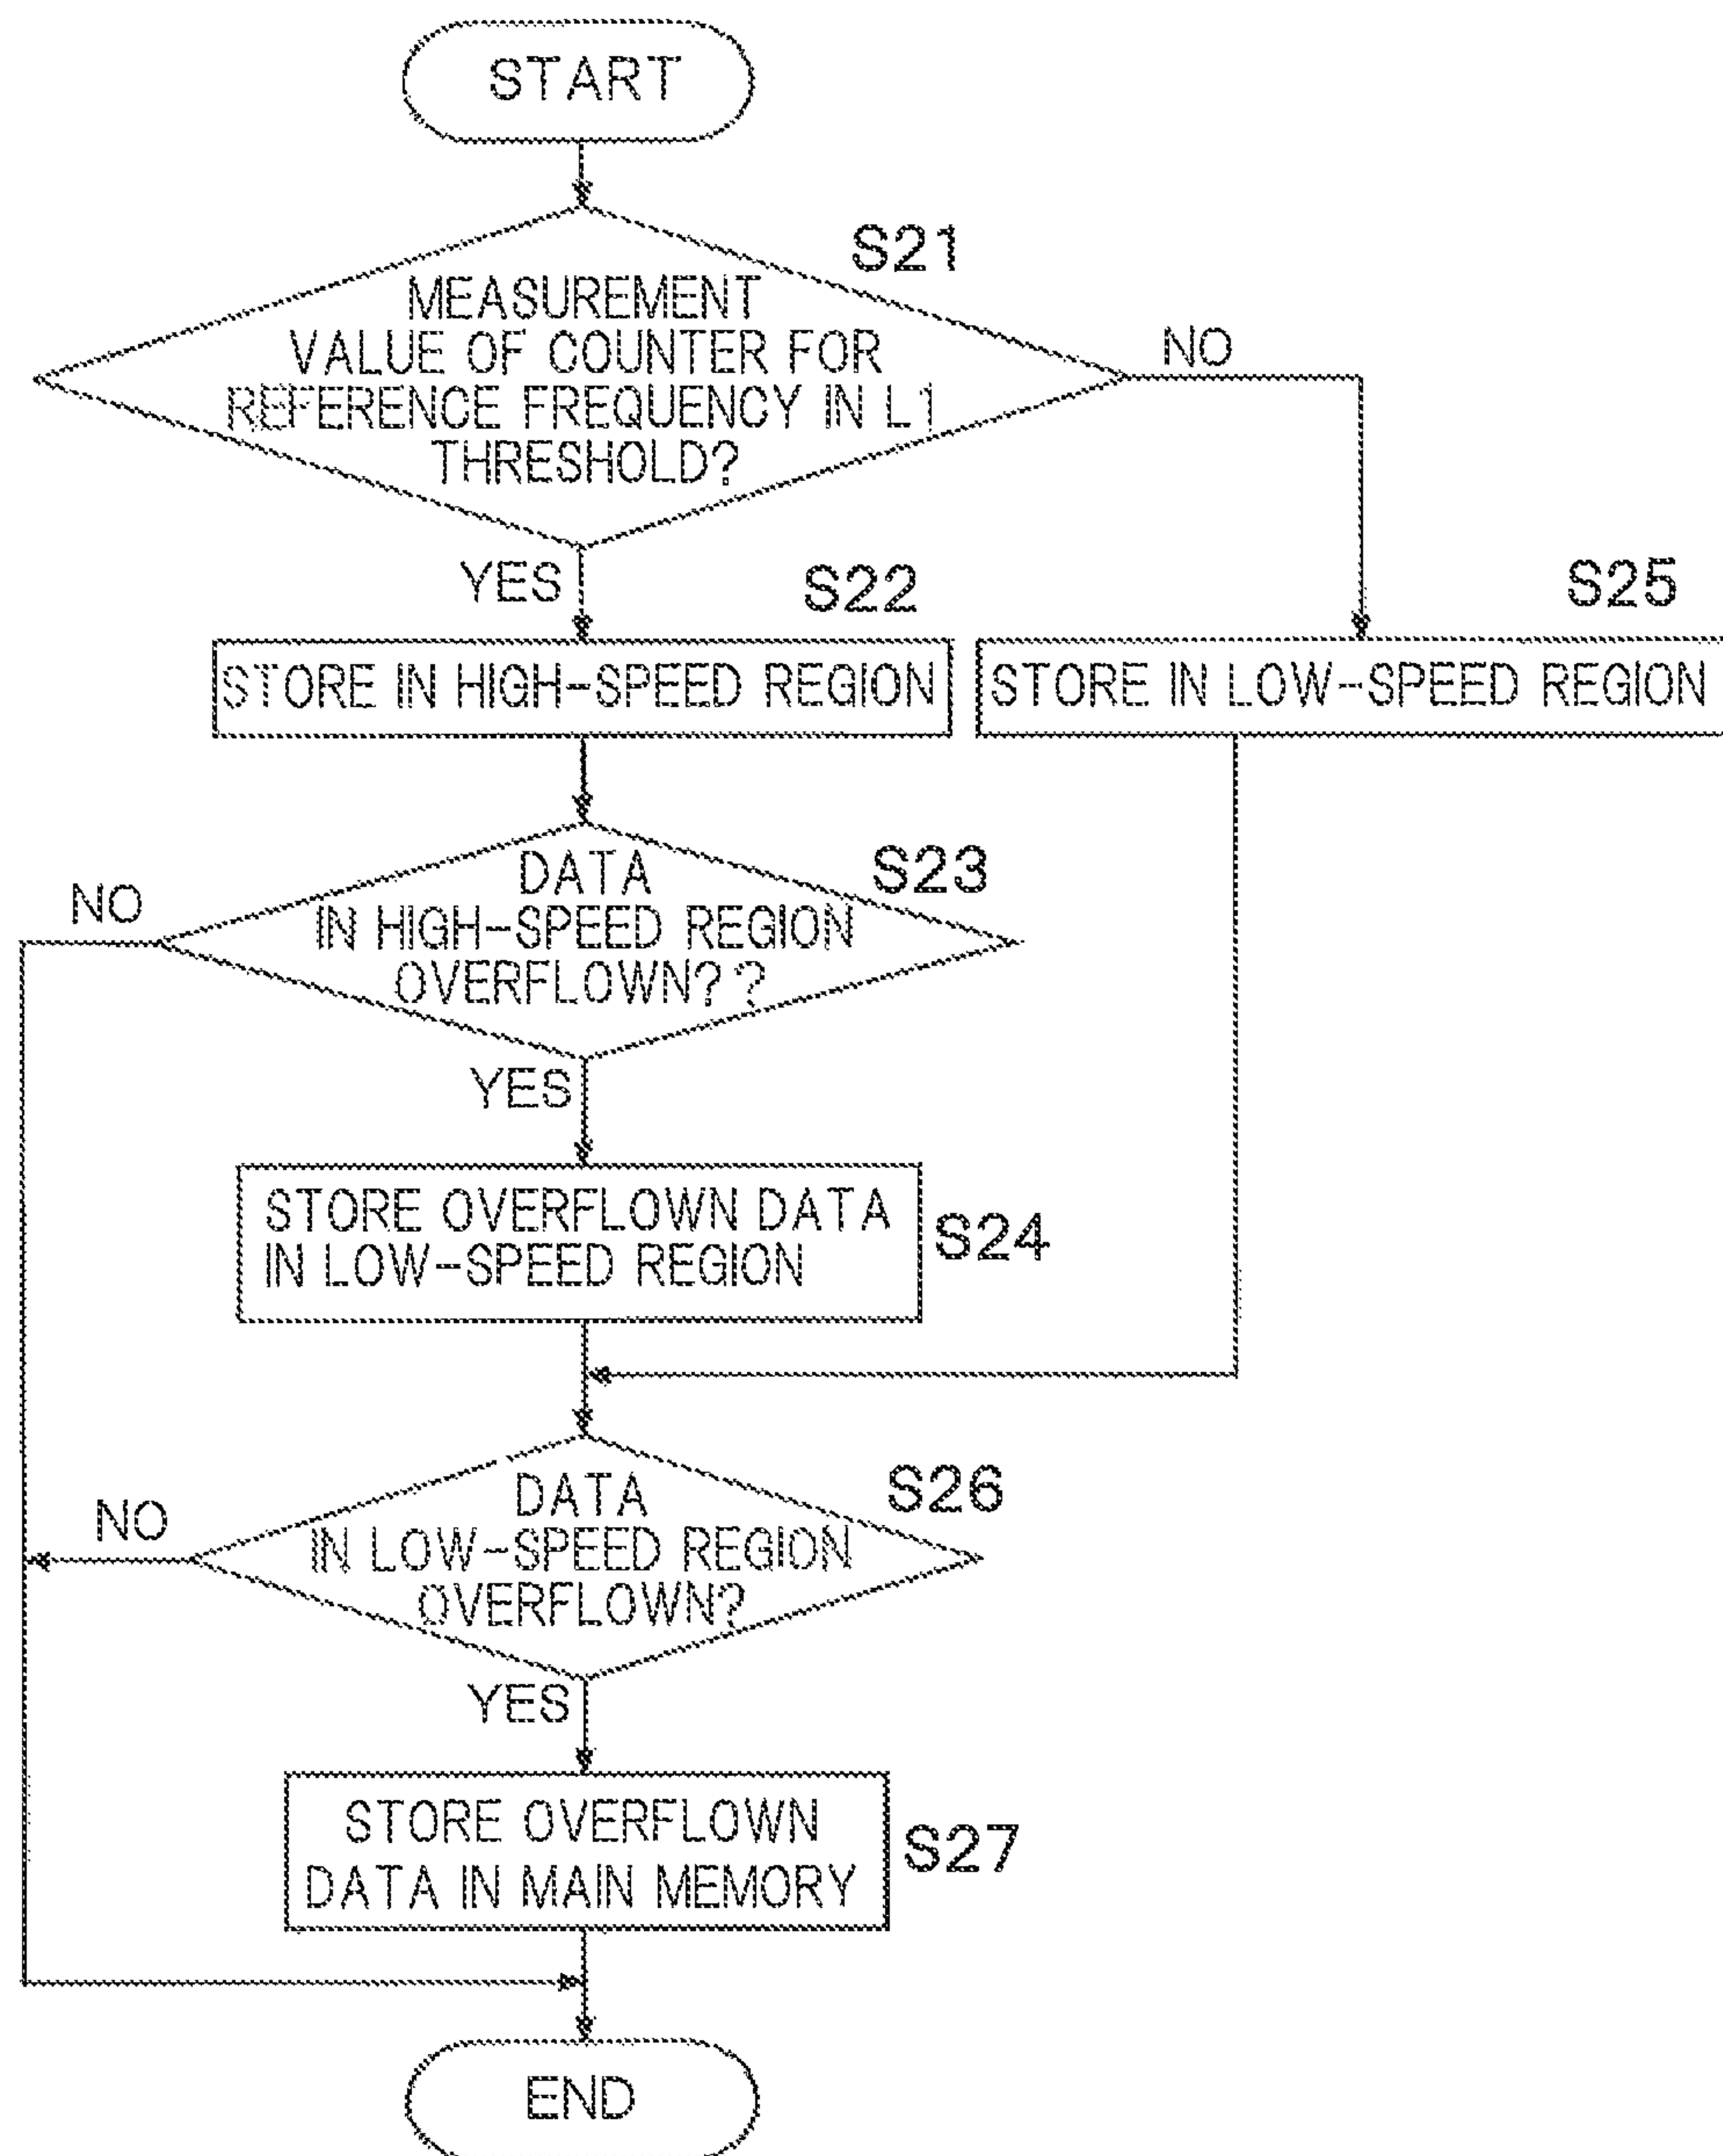 START
S21
MEASUREMENT
VALUE OF COUNTER FOR
REFERENCE FREQUENCY IN L1
THRESHOLD?
NO
YES
S22
S25
STORE IN HIGH-SPEED REGION
STORE IN LOW-SPEED REGION
S23
DATA
IN HIGH-SPEED REGION
OVERFLOWN??
NO
YES
STORE OVERFLOWN DATA
IN LOW-SPEED REGION
S24
S26
DATA
IN LOW-SPEED REGION
OVERFLOWN?
NO
YES
STORE OVERFLOWN
DATA IN MAIN MEMORY
S27
END